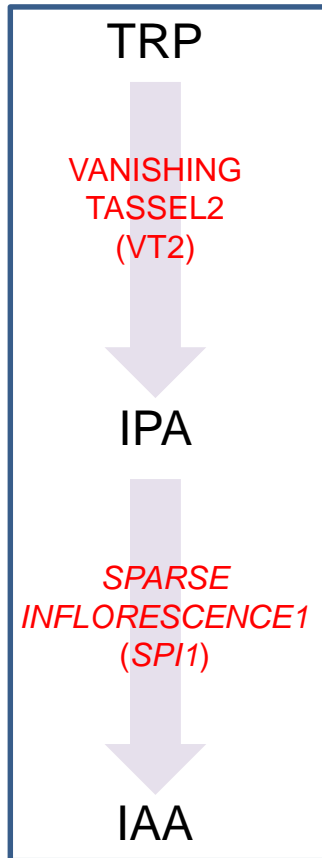 TRP
VANISHING
TASSEL2
(VT2)
IPA
SPARSE
INFLORESCENCE1
(SPI1)
IAA